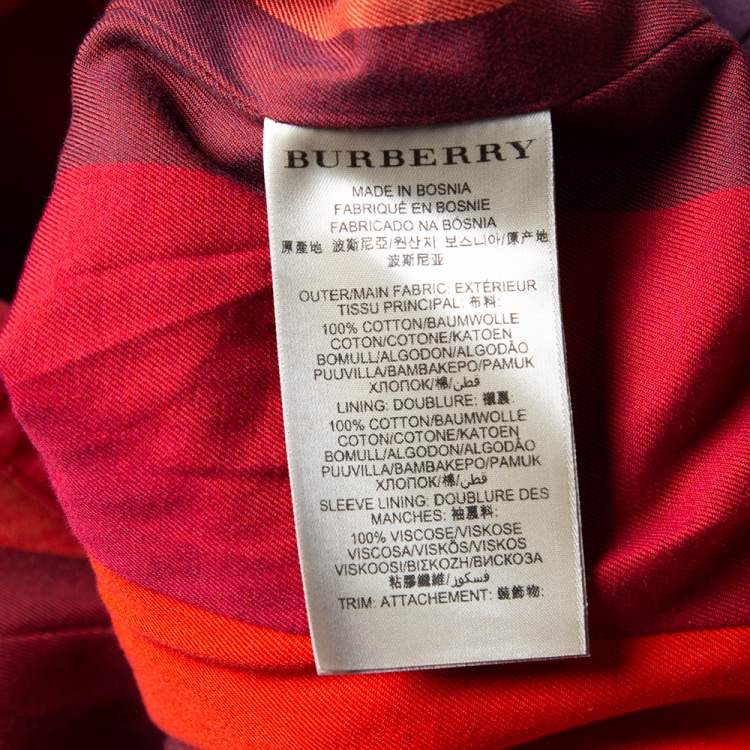 BURBERRY
MADE IN BOSNIA
FABRIQUÉ EN BOSNIE
FABRICADO NA BÓSNIA
原產地 波斯尼亞/원산지 보스니아/原产地
波斯尼亚
OUTER/MAIN FABRIC: EXTÉRIEUR
TISSU PRINCIPAL: 布料:
100% COTTON/BAUMWOLLE
COTON/COTONE/KATOEN
BOMULL/ALGODON/ALGODÃO
PUUVILLA/ΒΑΜΒΑΚΕΡΟ/PAMUK
ХЛОПОК/棉/قطن
LINING: DOUBLURE: 襯裏:
100% COTTON/BAUMWOLLE
COTON/COTONE/KATOEN
BOMULL/ALGODON/ALGODÃO
PUUVILLA/ΒΑΜΒΑΚΕΡΟ/PAMUK
ХЛОПОК/棉/قطن
SLEEVE LINING: DOUBLURE DES
MANCHES: 袖裏料:
100% VISCOSE/VISKOSE
VISCOSA/VISKÓS/VISKOS
VISKOOSI/ΒΙΣΚΟΖΗ/ВИСКОЗА
粘膠纖維/فسكوز
TRIM: ATTACHEMENT: 裝飾物: